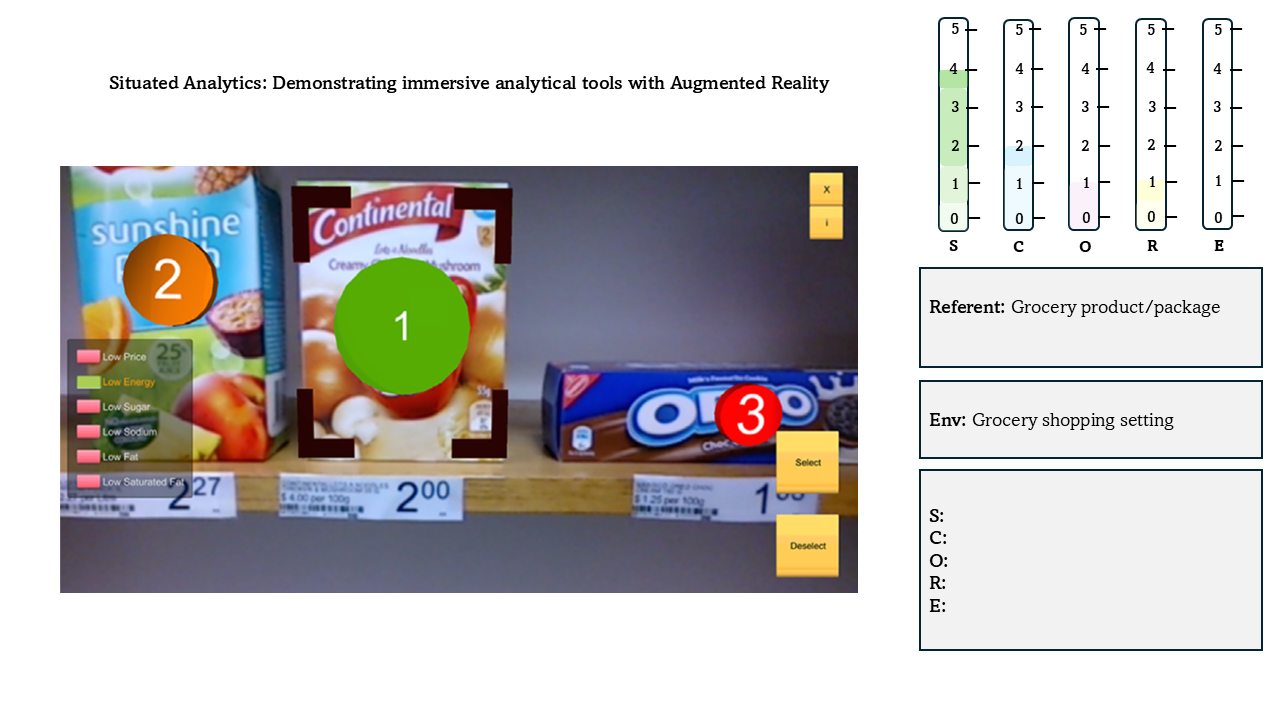 Situated Analytics: Demonstrating immersive analytical tools with Augmented Reality
sunshine
2
25
Low Price
Low Energy
Low Sugar
Low Sodium
Low Fat
Low Saturated Fat
2 27
Continental
1
$ 4.00 per 100g
2 00
X
i
OREO
3
$ 1.25 per 100g
Select
Deselect
5 5 5 5 5
4 4 4 4 4
3 3 3 3 3
2 2 2 2 2
1 1 1 1 1
0 0 0 0 0
S C O R E
Referent: Grocery product/package
Env: Grocery shopping setting
S:
C:
O:
R:
E: